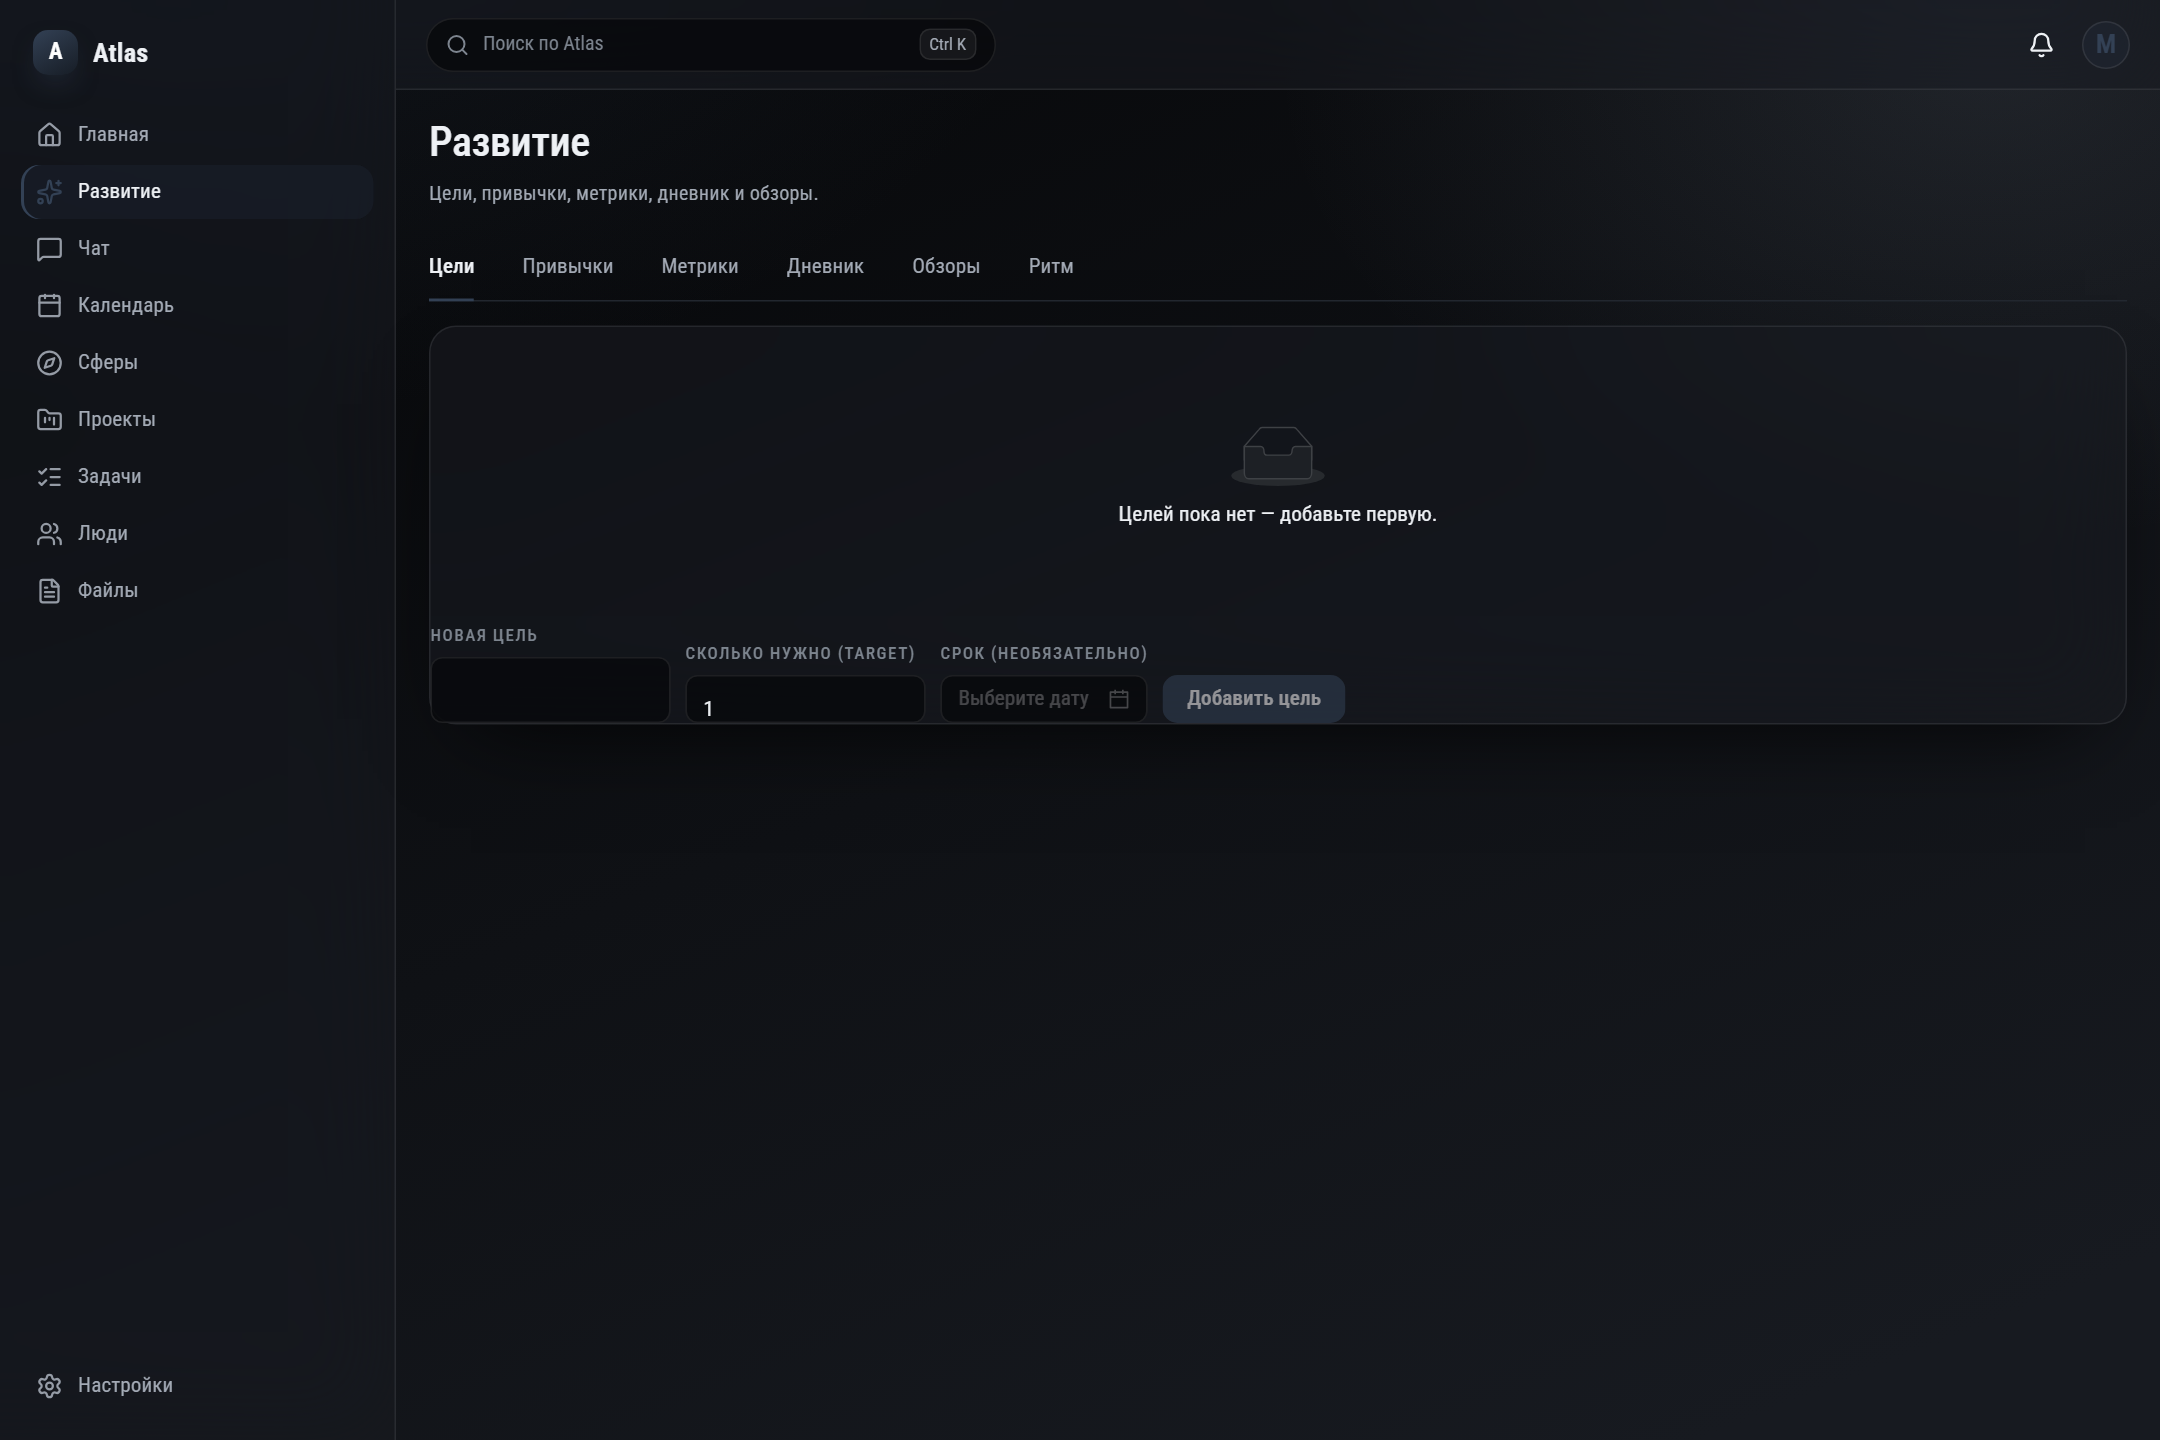 A
Atlas
Поиск по Atlas
Ctrl K
M
Главная
Развитие
Чат
Календарь
Сферы
Проекты
Задачи
Люди
Файлы
Настройки
Развитие
Цели, привычки, метрики, дневник и обзоры.
Цели
Привычки
Метрики
Дневник
Обзоры
Ритм
Целей пока нет — добавьте первую.
НОВАЯ ЦЕЛЬ
СКОЛЬКО НУЖНО (TARGET)
1
СРОК (НЕОБЯЗАТЕЛЬНО)
Выберите дату
Добавить цель